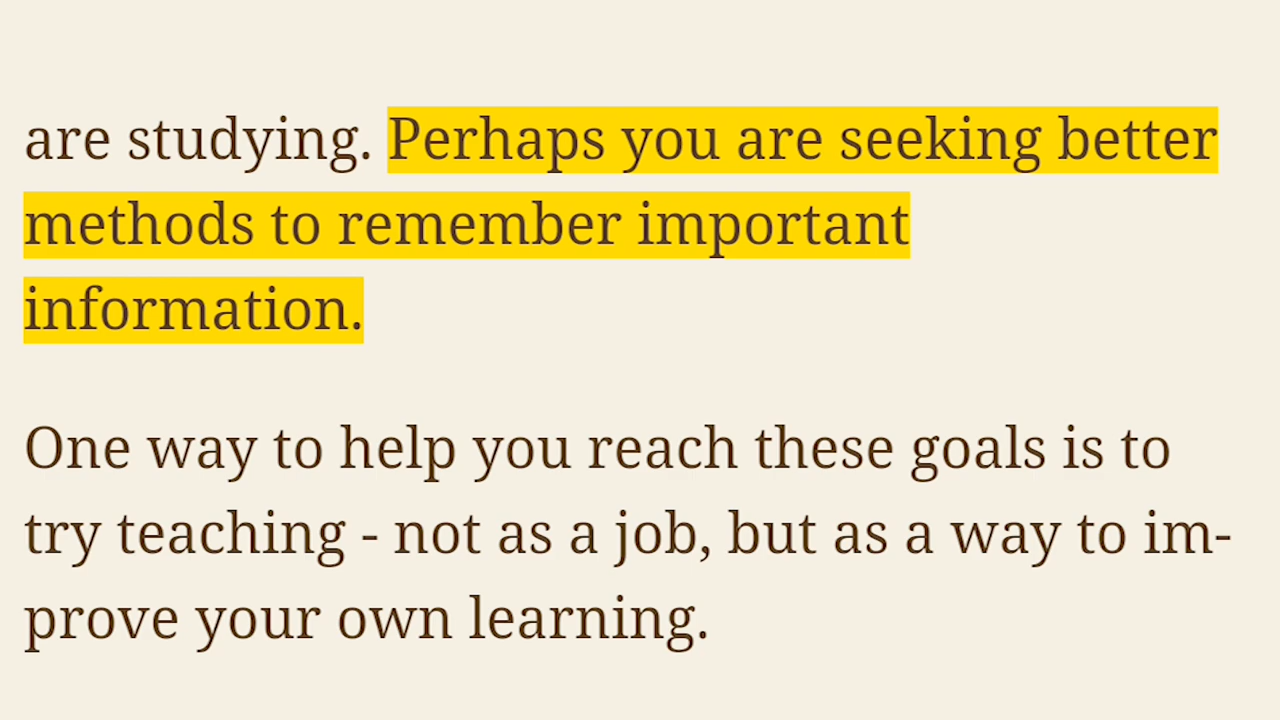 are studying. Perhaps you are seeking better
methods to remember important
information.
One way to help you reach these goals is to
try teaching - not as a job, but as a way to im-
prove your own learning.